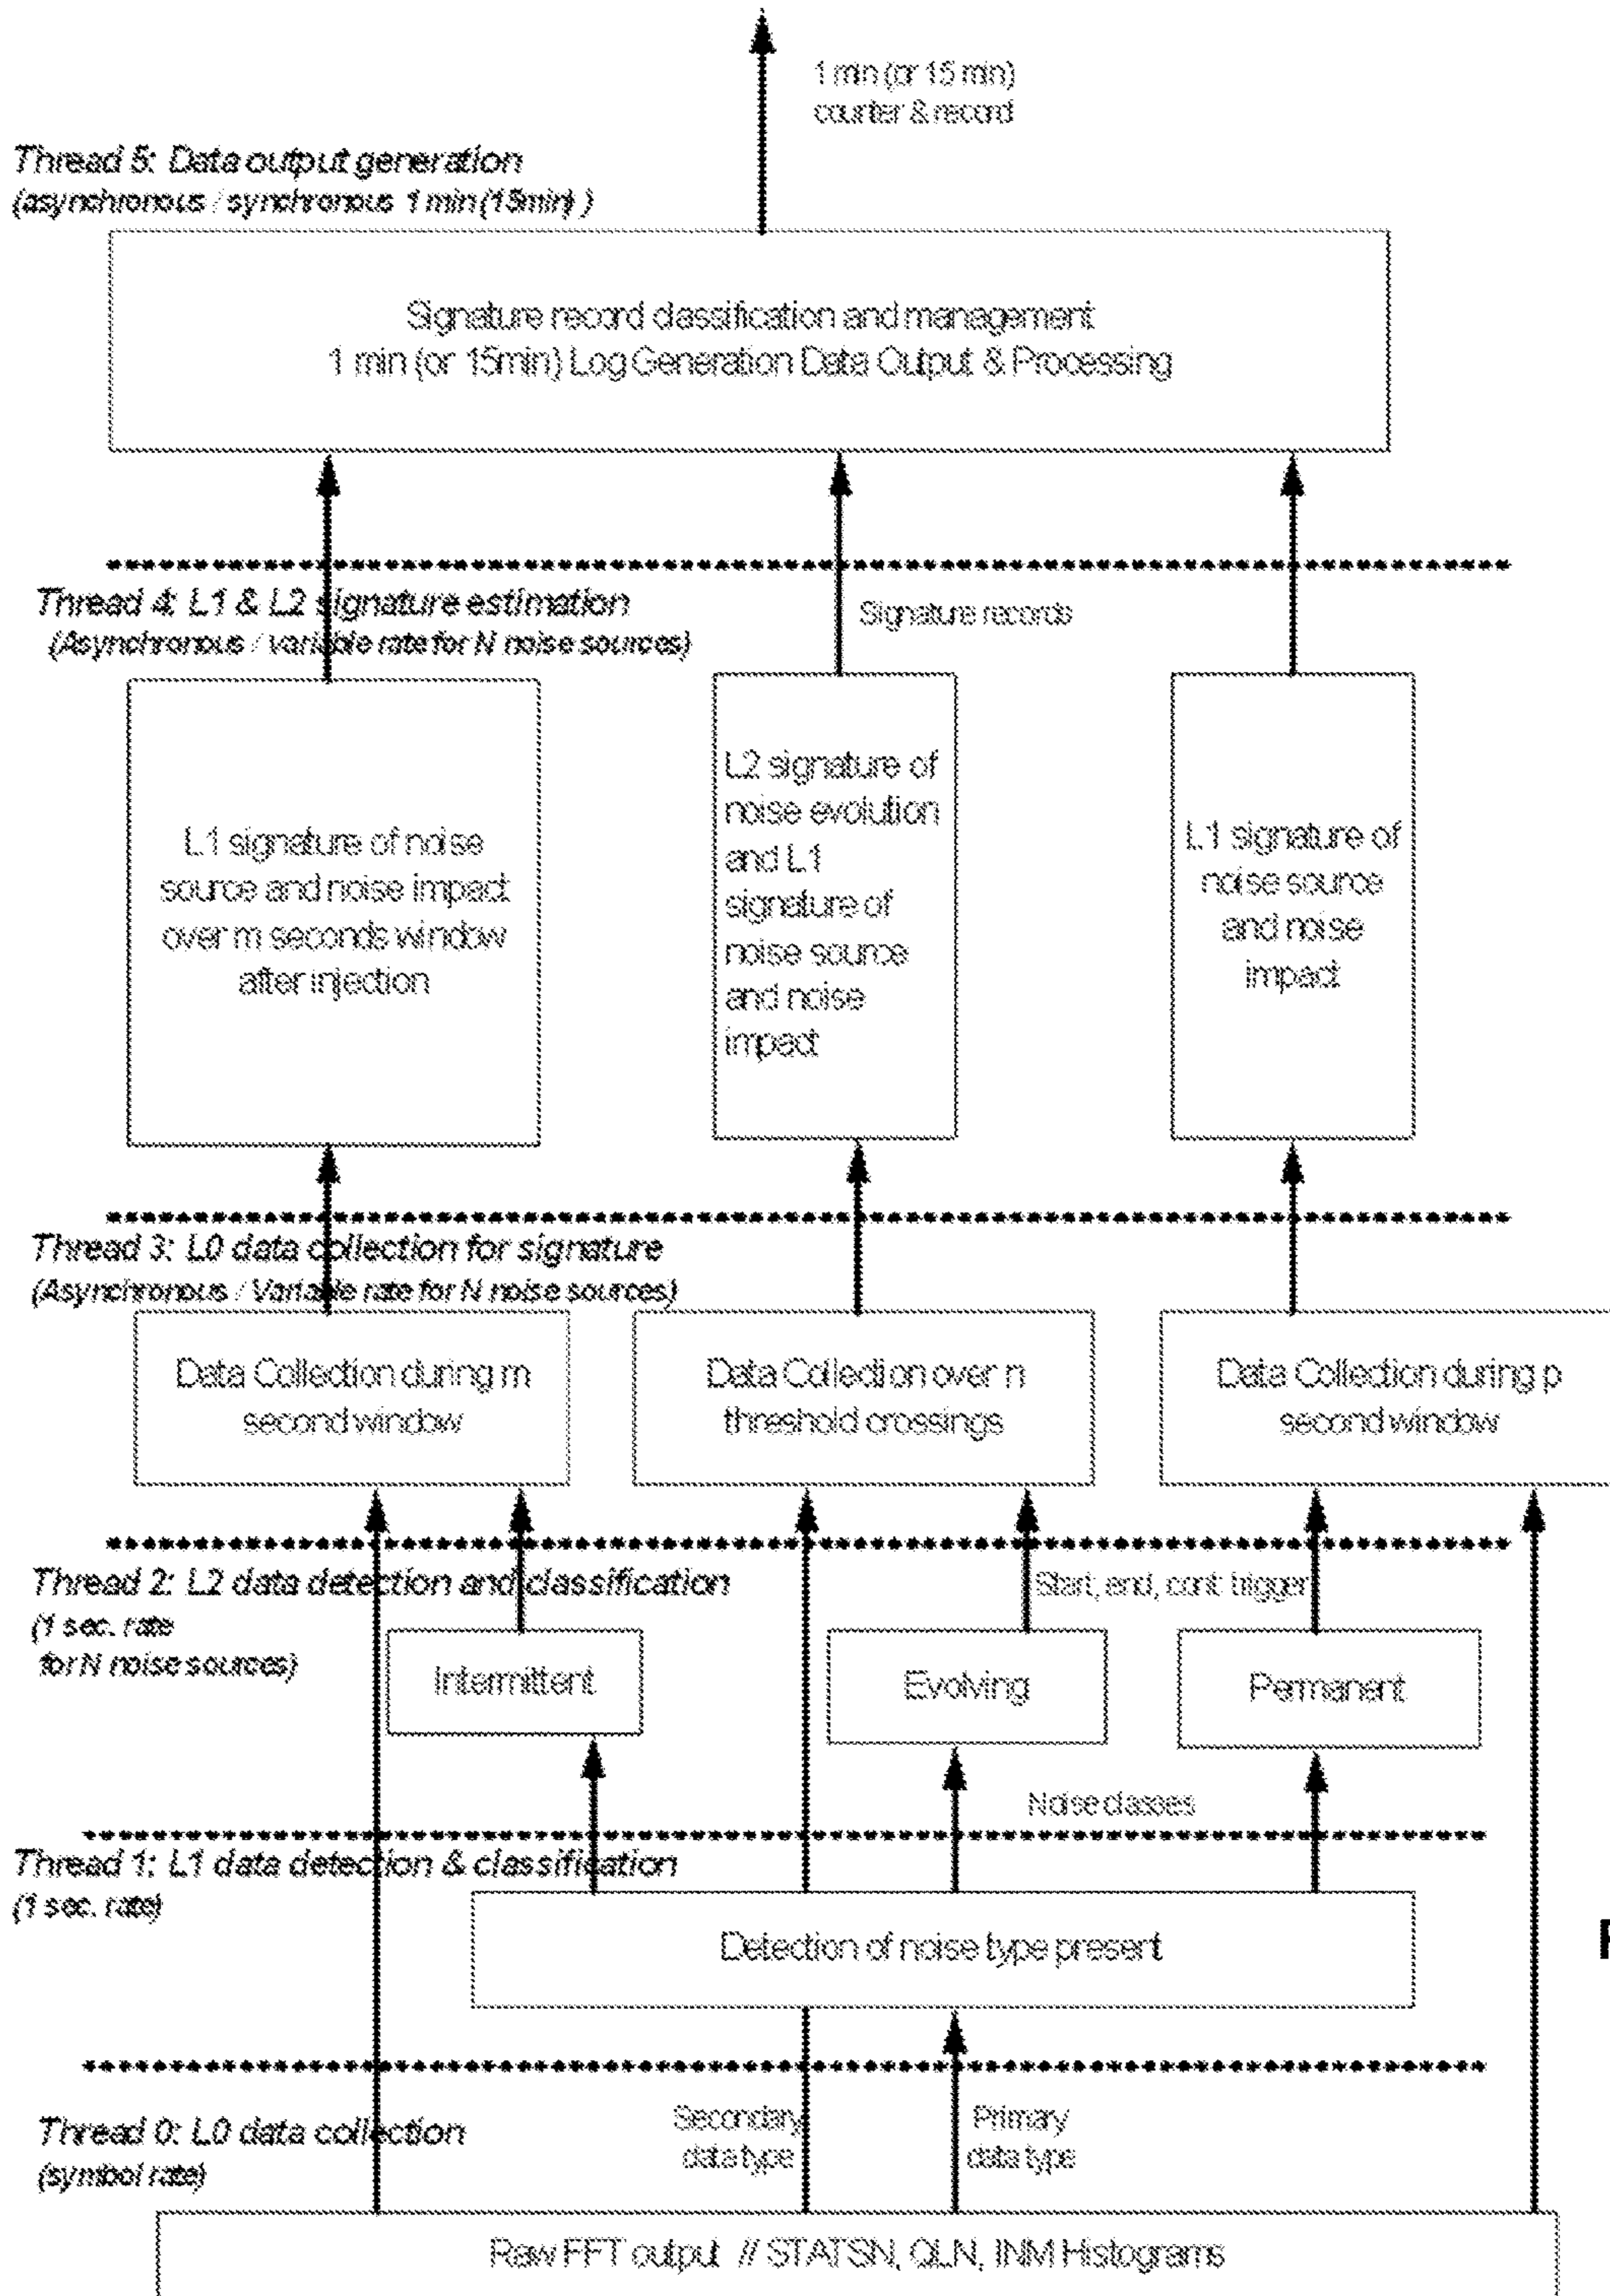 1 min (or 15 min)
counter & record
Thread 5: Data output generation
(asynchronous / synchronous 1 min (15min) )
Signature record classification and management
1 min (or 15min) Log Generation Data Output & Processing
Thread 4: L1 & L2 signature estimation
(Asynchronous / variable rate for N noise sources)
Signature records
L1 signature of noise
source and noise impact
over m seconds window
after injection
L2 signature of
noise evolution
and L1
signature of
noise source
and noise
impact
L1 signature of
noise source
and noise
impact
Thread 3: L0 data collection for signature
(Asynchronous / Variable rate for N noise sources)
Data Collection during m
second window
Data Collection over n
threshold crossings
Data Collection during p
second window
Thread 2: L2 data detection and classification
(1 sec. rate
for N noise sources)
Start, end, cont trigger
Intermittent
Evolving
Permanent
Noise classes
Thread 1: L1 data detection & classification
(1 sec. rate)
Detection of noise type present
Thread 0: L0 data collection
(symbol rate)
Secondary
data type
Primary
data type
Raw FFT output // STATSN, QLN, INM Histograms